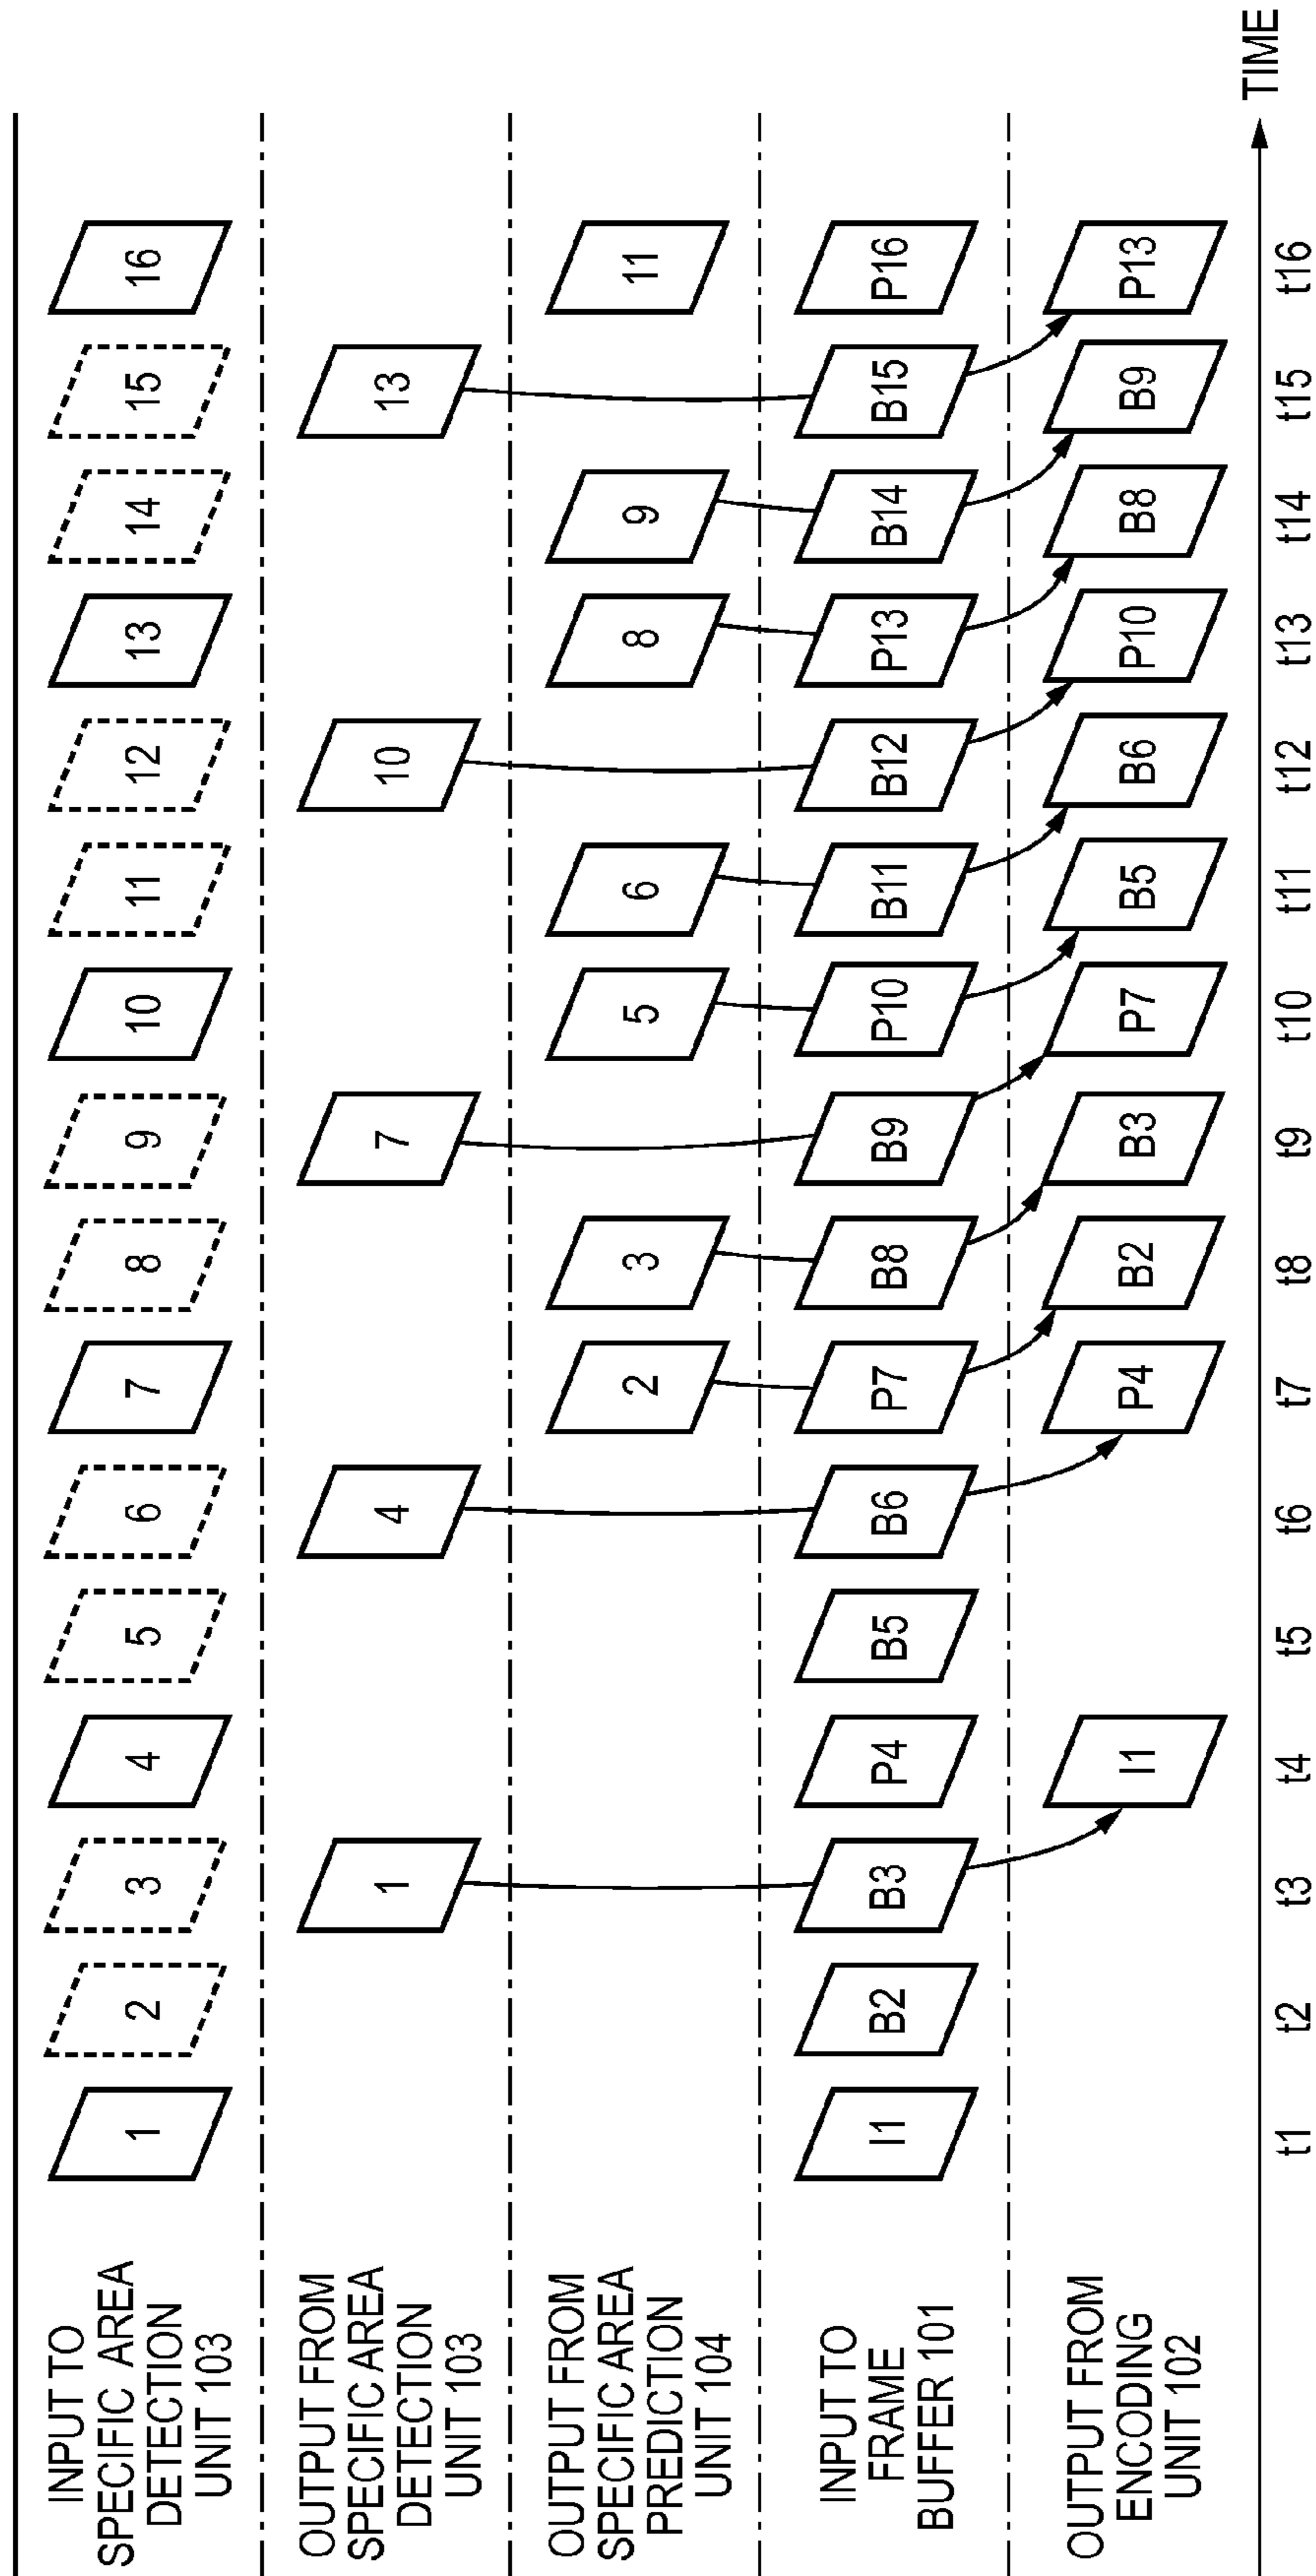 INPUT TO
SPECIFIC AREA
DETECTION
UNIT 103
1 2 3 4 5 6 7 8 9 10 11 12 13 14 15 16
OUTPUT FROM
SPECIFIC AREA
DETECTION
UNIT 103
1 4 7 10 13
OUTPUT FROM
SPECIFIC AREA
PREDICTION
UNIT 104
2 3 5 6 8 9 11
INPUT TO
FRAME
BUFFER 101
I1 B2 B3 P4 B5 B6 P7 B8 B9 P10 B11 B12 P13 B14 B15 P16
OUTPUT FROM
ENCODING
UNIT 102
I1 P4 B2 B3 P7 B5 B6 P10 B8 B9 P13
TIME
t1 t2 t3 t4 t5 t6 t7 t8 t9 t10 t11 t12 t13 t14 t15 t16